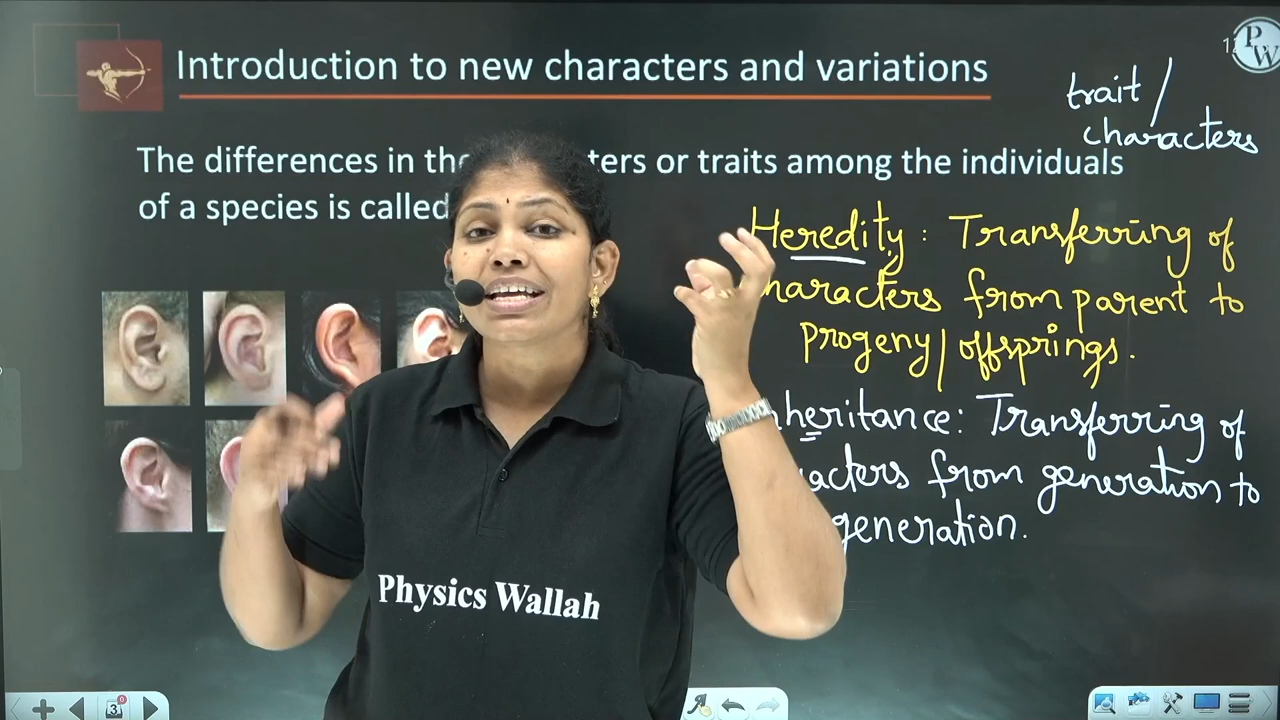 Introduction to new characters and variations
trait /
characters
The differences in the ters or traits among the individuals
of a species is called
Heredity : Transferring of
haracters from parent to
progeny / offsprings.
nheritance : Transferring of
acters from generation to
generation.
Physics Wallah
P
W
3